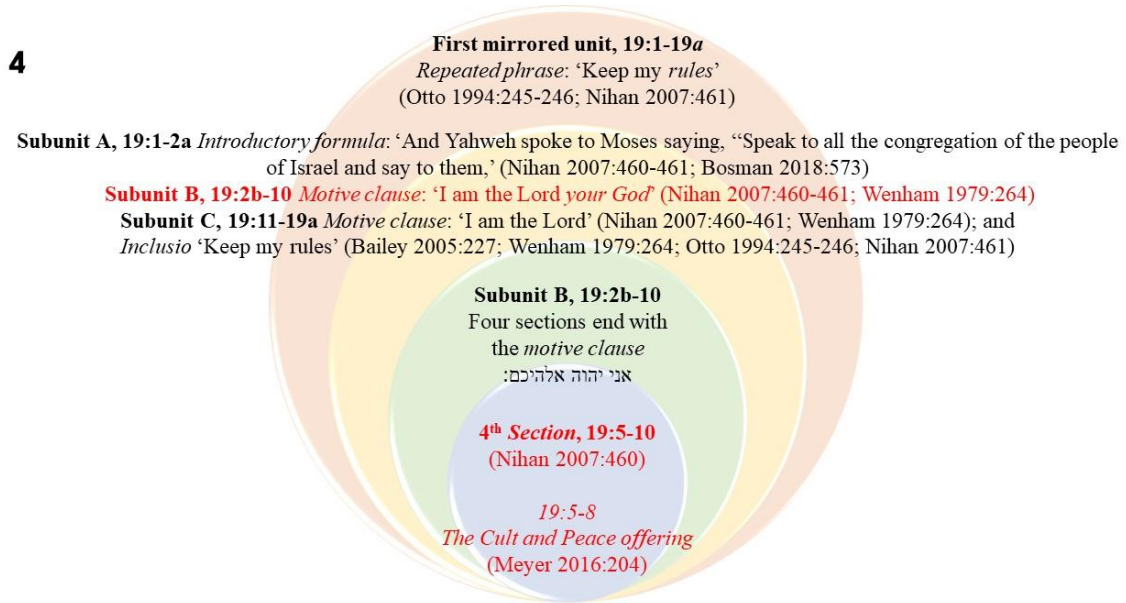 4
First mirrored unit, 19:1-19a
Repeated phrase: ‘Keep my rules’
(Otto 1994:245-246; Nihan 2007:461)
Subunit A, 19:1-2a Introductory formula: ‘And Yahweh spoke to Moses saying, “Speak to all the congregation of the people
of Israel and say to them,’ (Nihan 2007:460-461; Bosman 2018:573)
Subunit B, 19:2b-10 Motive clause: ‘I am the Lord your God’ (Nihan 2007:460-461; Wenham 1979:264)
Subunit C, 19:11-19a Motive clause: ‘I am the Lord’ (Nihan 2007:460-461; Wenham 1979:264); and
Inclusio ‘Keep my rules’ (Bailey 2005:227; Wenham 1979:264; Otto 1994:245-246; Nihan 2007:461)
Subunit B, 19:2b-10
Four sections end with
the motive clause
אני יהוה אלהיכם:
4th Section, 19:5-10
(Nihan 2007:460)
19:5-8
The Cult and Peace offering
(Meyer 2016:204)